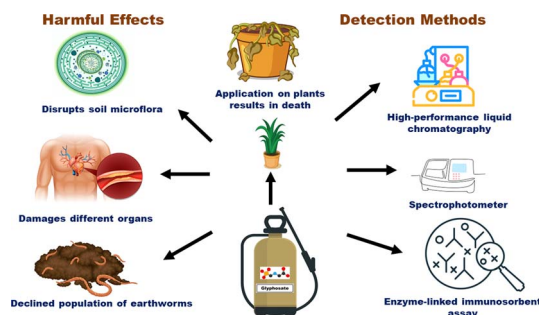 Harmful Effects
Detection Methods
Application on plants
results in death
Disrupts soil microflora
High-performance liquid
chromatography
Damages different organs
Spectrophotometer
Glyphosate
Declined population of earthworms
Enzyme-linked immunosorbent
assay